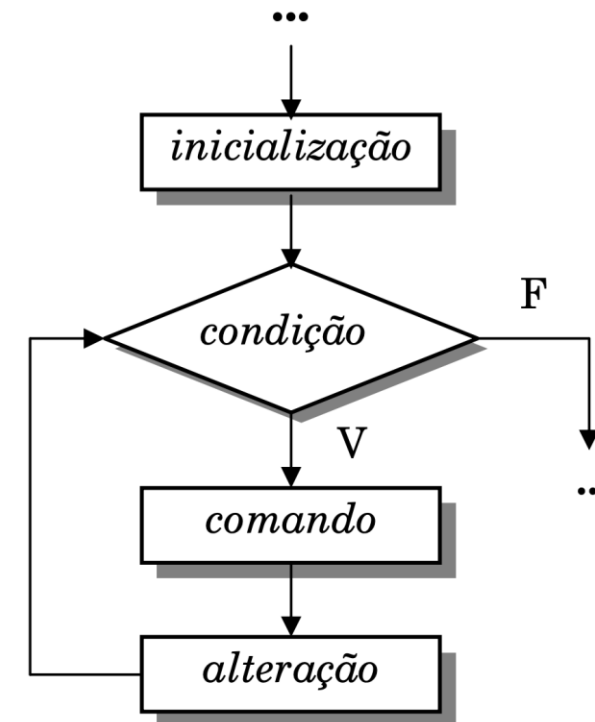 ...
inicialização
condição
F
V
comando
..
alteração